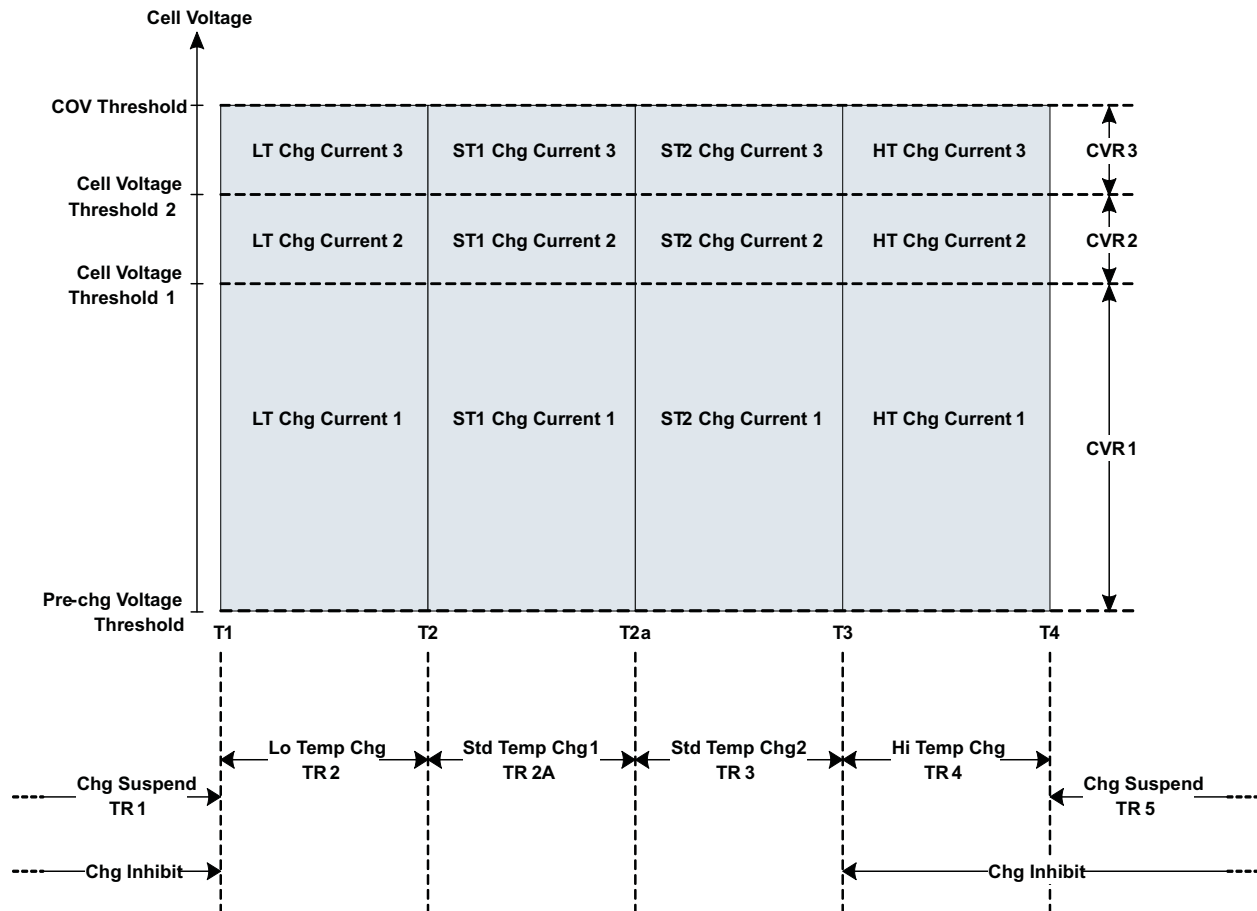 Cell Voltage
COV Threshold
LT Chg Current 3
ST1 Chg Current 3
ST2 Chg Current 3
HT Chg Current 3
CVR 3
Cell Voltage
Threshold 2
LT Chg Current 2
ST1 Chg Current 2
ST2 Chg Current 2
HT Chg Current 2
CVR 2
Cell Voltage
Threshold 1
LT Chg Current 1
ST1 Chg Current 1
ST2 Chg Current 1
HT Chg Current 1
CVR 1
Pre-chg Voltage
Threshold
T1
T2
T2a
T3
T4
Lo Temp Chg
TR 2
Std Temp Chg1
TR 2A
Std Temp Chg2
TR 3
Hi Temp Chg
TR 4
Chg Suspend
TR 1
Chg Suspend
TR 5
Chg Inhibit
Chg Inhibit